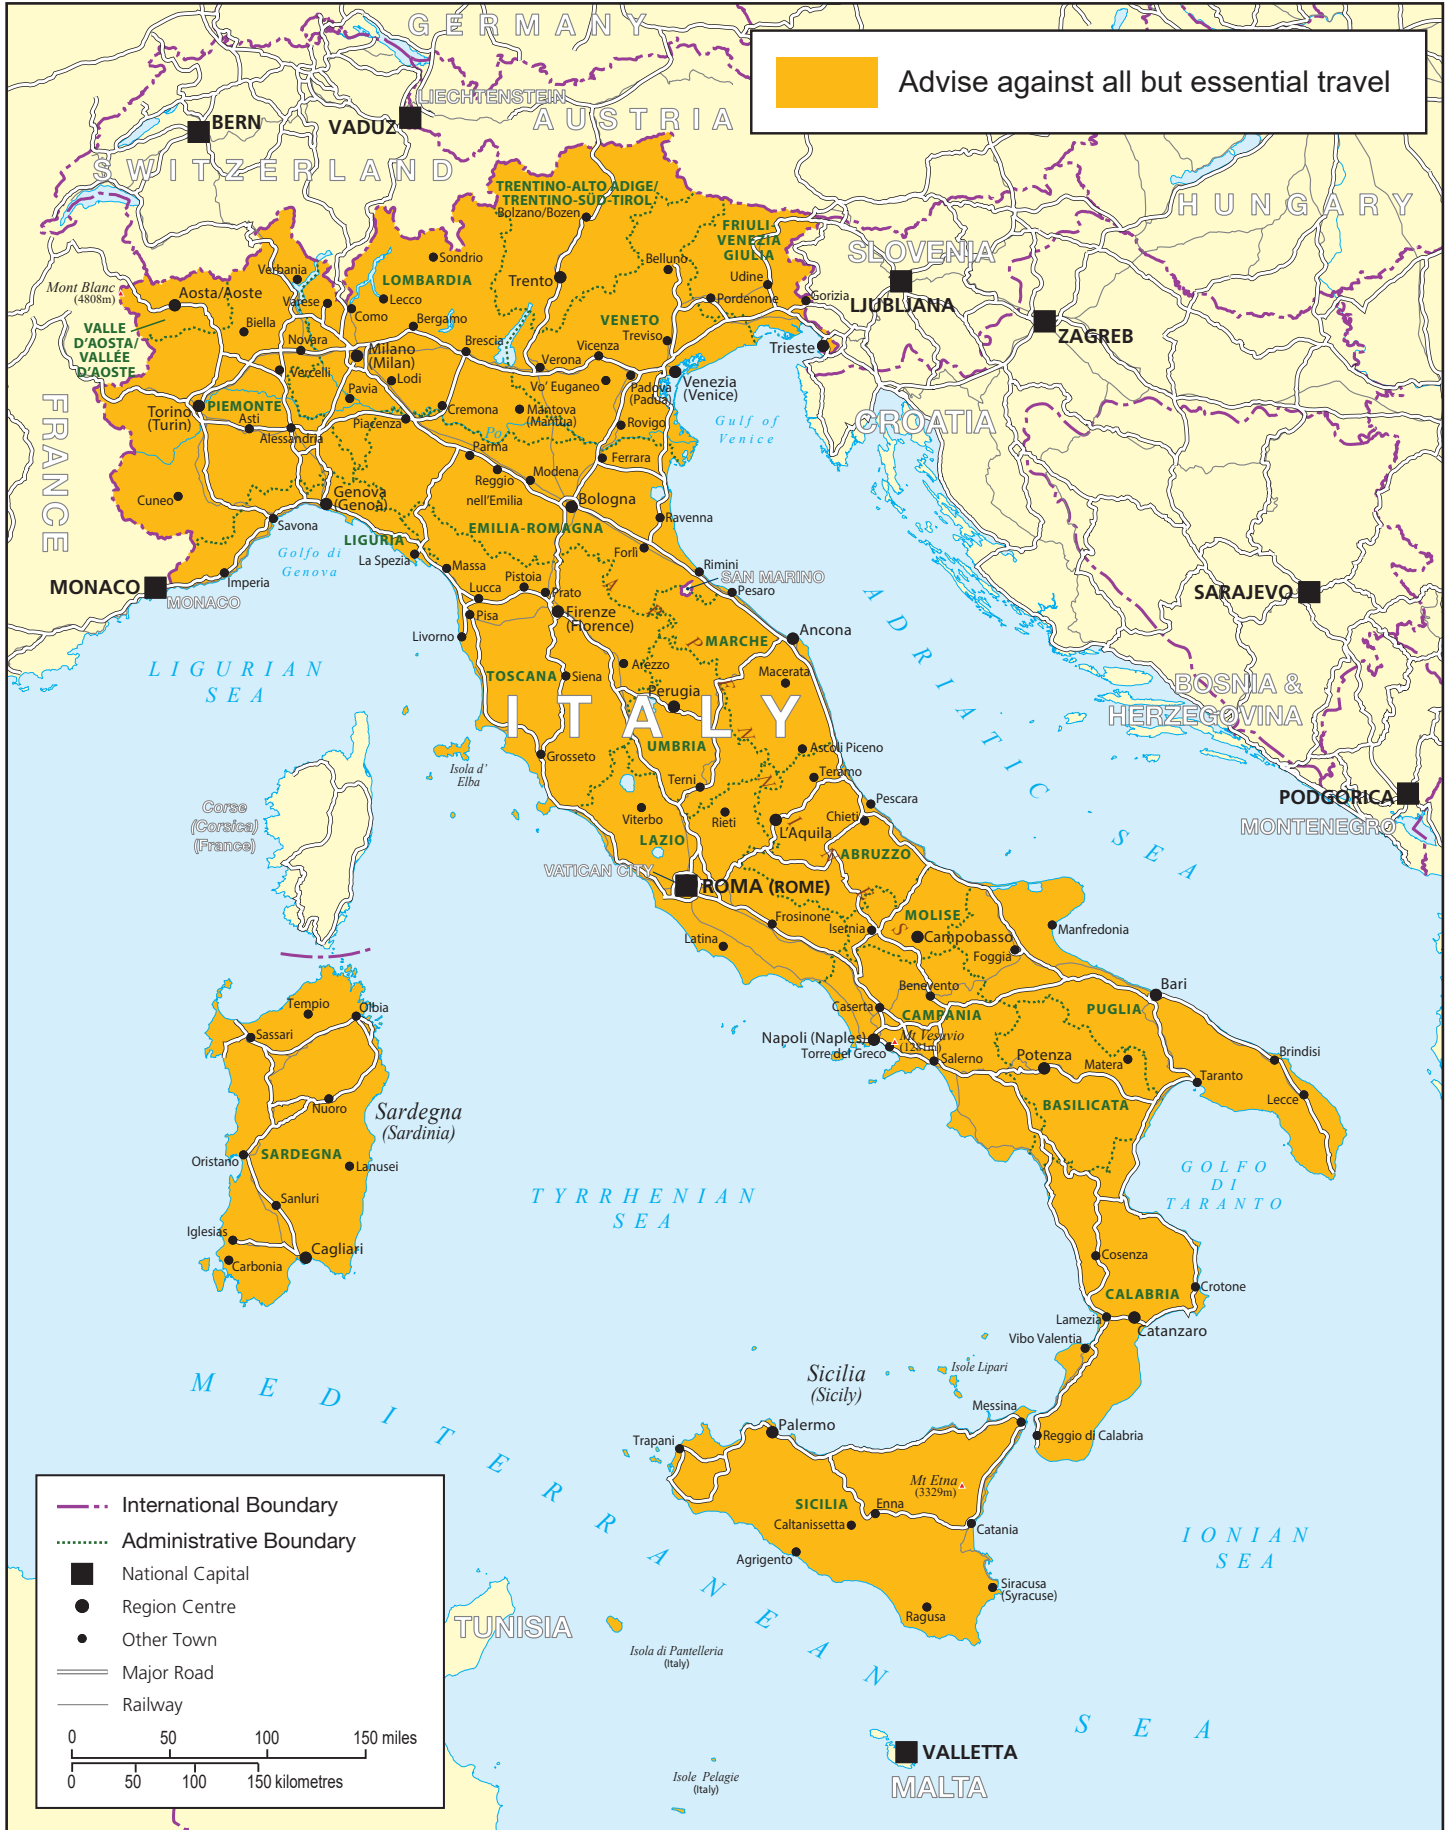 GERMANY
Advise against all but essential travel
LIECHTENSTEIN
BERN
VADUZ
AUSTRIA
SWITZERLAND
HUNGARY
TRENTINO-ALTO ADIGE/
TRENTINO-SÜD-TIROL
Bolzano/Bozen
FRIULI-
VENEZIA
GIULIA
SLOVENIA
Sondrio
Belluno
Verbania
LOMBARDIA
Trento
Udine
Mont Blanc
(4808m)
Aosta/Aoste
Varese
Lecco
Pordenone
Gorizia
LJUBLJANA
Como
Bergamo
VENETO
Treviso
ZAGREB
VALLE
D'AOSTA/
VALLÉE
D'AOSTE
Biella
Novara
Milano
(Milan)
Brescia
Vicenza
Verona
Trieste
Vercelli
Lodi
Pavia
Vo' Euganeo
Padova
(Padua)
Venezia
(Venice)
FRANCE
Torino
(Turin)
PIEMONTE
Asti
Alessandria
Piacenza
Cremona
Mantova
(Mantua)
Rovigo
Gulf of
Venice
CROATIA
Po
Parma
Ferrara
Modena
Reggio
nell'Emilia
Cuneo
Genova
(Genoa)
Bologna
Savona
Ravenna
EMILIA-ROMAGNA
LIGURIA
Golfo di
Genova
La Spezia
Forlì
Massa
Rimini
SAN MARINO
MONACO
MONACO
Imperia
Pistoia
Lucca
Prato
Pesaro
SARAJEVO
Pisa
Firenze
(Florence)
Livorno
MARCHE
Ancona
LIGURIAN
SEA
ADRIATIC SEA
Arezzo
Macerata
TOSCANA
Siena
Perugia
BOSNIA &
HERZEGOVINA
ITALY
APPENNINES
UMBRIA
Ascoli Piceno
Grosseto
Isola d'
Elba
Terni
Teramo
PODGORICA
MONTENEGRO
Corse
(Corsica)
(France)
Viterbo
Rieti
L'Aquila
Pescara
Chieti
LAZIO
ABRUZZO
VATICAN CITY
ROMA (ROME)
Frosinone
MOLISE
Isernia
Campobasso
Manfredonia
Latina
Foggia
Benevento
Bari
Tempio
Olbia
Caserta
CAMPANIA
PUGLIA
Sassari
Napoli (Naples)
Mt Vesuvio
(1281m)
Torre del Greco
Salerno
Potenza
Matera
Brindisi
Taranto
Lecce
Nuoro
Sardegna
(Sardinia)
BASILICATA
Oristano
SARDEGNA
Lanusei
GOLFO
DI
TARANTO
TYRRHENIAN
SEA
Sanluri
Iglesias
Cagliari
Carbonia
Cosenza
Crotone
CALABRIA
Lamezia
Catanzaro
Vibo Valentia
MEDITERRANEAN SEA
Sicilia
(Sicily)
Isole Lipari
Messina
Palermo
Reggio di Calabria
Trapani
Mt Etna
(3329m)
SICILIA
Enna
Caltanissetta
Catania
Agrigento
IONIAN
SEA
Siracusa
(Syracuse)
Ragusa
TUNISIA
Isola di Pantelleria
(Italy)
VALLETTA
MALTA
Isole Pelagie
(Italy)
International Boundary
Administrative Boundary
National Capital
Region Centre
Other Town
Major Road
Railway
0 50 100 150 miles
0 50 100 150 kilometres